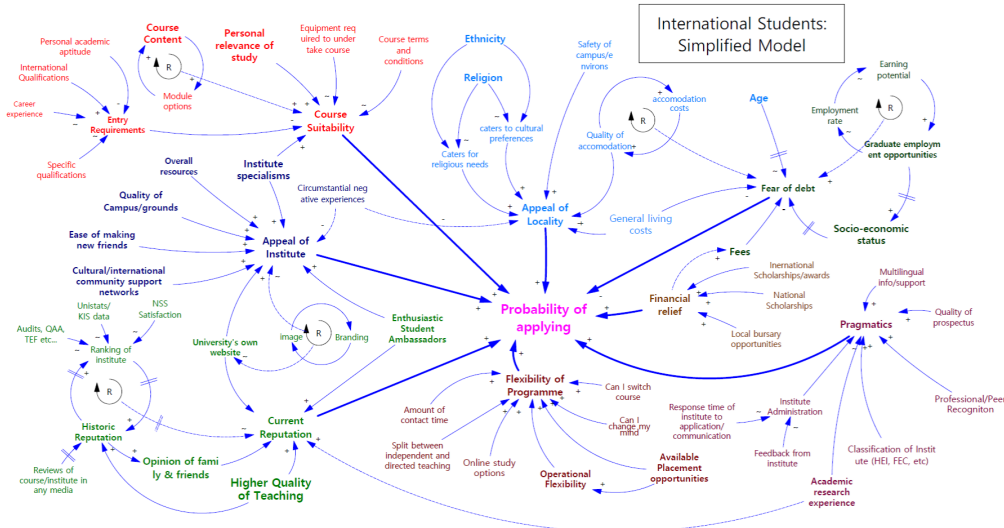 International Students:
Simplified Model
Personal academic
aptitude
International
Qualifications
Career
experience
Entry
Requirements
Specific
qualifications
Course
Content
R
Module
options
Personal
relevance of
study
Equipment req
uired to under
take course
Course terms
and
conditions
Course
Suitability
Ethnicity
Religion
caters to cultural
preferences
Caters for
religious needs
Safety of
campus/e
nvirons
accomodation
costs
R
Quality of
accomodation
Appeal of
Locality
General living
costs
Age
Earning
potential
Employment
rate
R
Graduate employm
ent opportunities
Fear of debt
Socio-economic
status
Overall
resources
Institute
specialisms
Circumstantial neg
ative experiences
Quality of
Campus/grounds
Ease of making
new friends
Cultural/international
community support
networks
Appeal of
Institute
Fees
Inernational
Scholarships/awards
National
Scholarships
Local bursary
opportunities
Financial
relief
Probability of
applying
Multilingual
info/support
Quality of
prospectus
Pragmatics
Professional/Peer
Recogniton
Classification of Instit
ute (HEI, FEC, etc)
Academic
research
experience
Institute
Administration
Response time of
institute to
application/
communication
Feedback from
institute
Unistats/
KIS data
NSS
Satisfaction
Audits, QAA,
TEF etc...
Ranking of
institute
R
Historic
Reputation
Reviews of
course/institute in
any media
Opinion of fami
ly & friends
Higher Quality
of Teaching
Current
Reputation
University's own
website
image
R
Branding
Enthusiastic
Student
Ambassadors
Flexibility of
Programme
Amount of
contact time
Split between
independent and
directed teaching
Online study
options
Operational
Flexibility
Available
Placement
opportunities
Can I switch
course
Can I
change my
mind